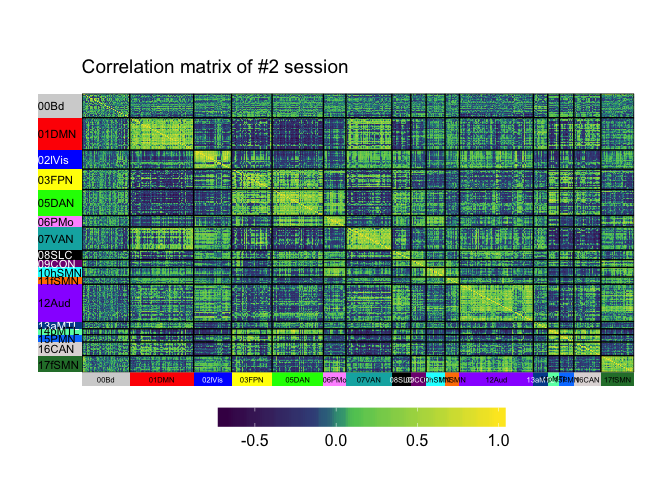 Correlation matrix of #2 session
00Bd
01DMN
02lVis
03FPN
05DAN
06PMo
07VAN
08SLC
09CON
10hSMN
11fSMN
12Aud
13aMTL
14pMTL
15PMN
16CAN
17fSMN
00Bd 01DMN 02lVis 03FPN 05DAN 06PMo 07VAN 12Aud 17fSMN
-0.5 0.0 0.5 1.0